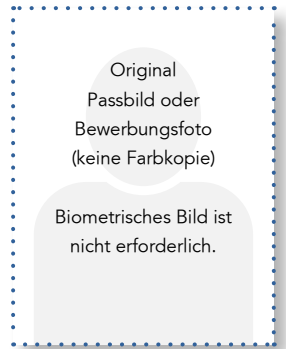 Original
Passbild oder
Bewerbungsfoto
(keine Farbkopie)
Biometrisches Bild ist
nicht erforderlich.